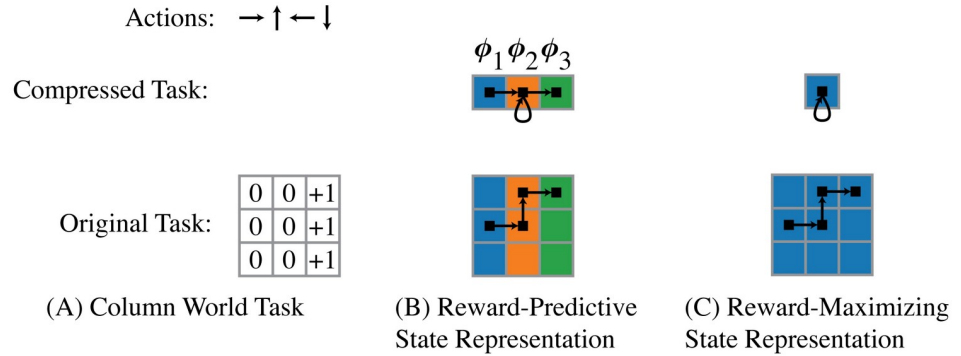 Actions:
ϕ₁ ϕ₂ ϕ₃
Compressed Task:
Original Task:
0 0 +1
0 0 +1
0 0 +1
(A) Column World Task
(B) Reward-Predictive
State Representation
(C) Reward-Maximizing
State Representation